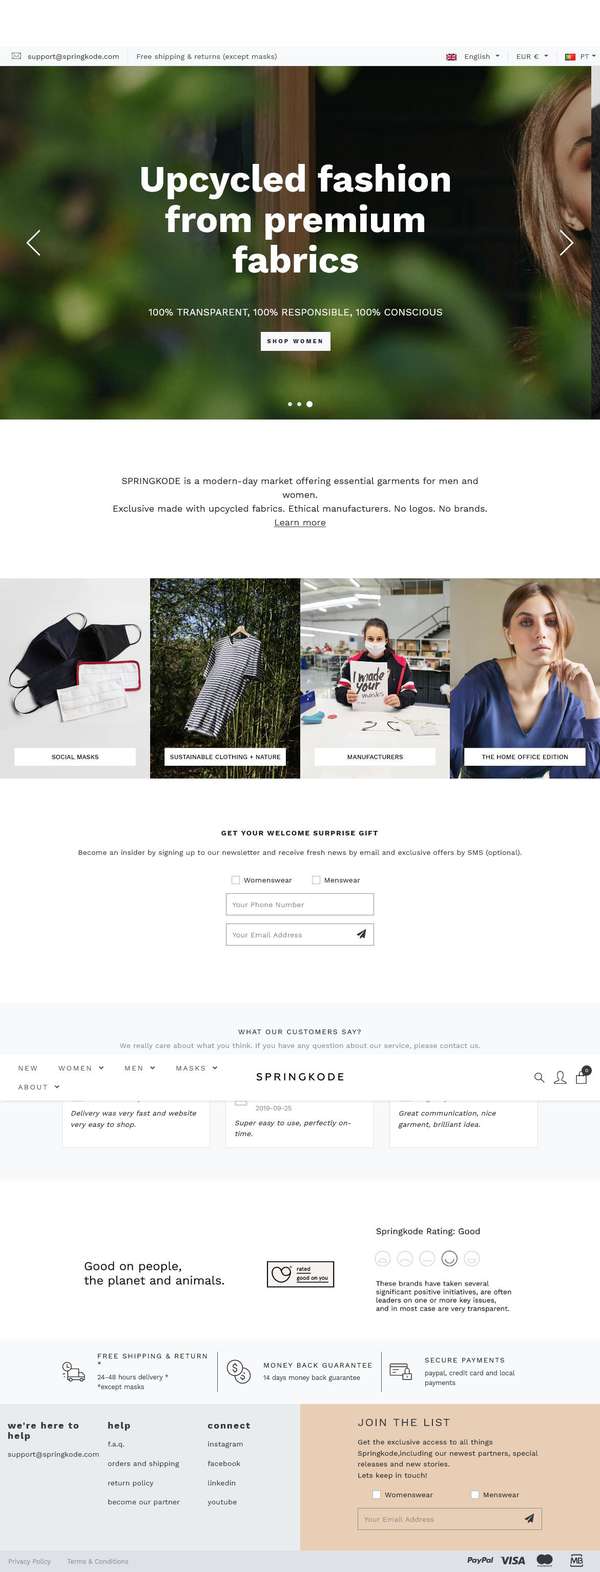 support@springkode.com
Free shipping & returns (except masks)
English
EUR €
PT
Upcycled fashion
from premium
fabrics
100% TRANSPARENT, 100% RESPONSIBLE, 100% CONSCIOUS
SHOP WOMEN
SPRINGKODE is a modern-day market offering essential garments for men and
women.
Exclusive made with upcycled fabrics. Ethical manufacturers. No logos. No brands.
Learn more
I made
your
masks
SOCIAL MASKS
SUSTAINABLE CLOTHING + NATURE
MANUFACTURERS
THE HOME OFFICE EDITION
GET YOUR WELCOME SURPRISE GIFT
Become an insider by signing up to our newsletter and receive fresh news by email and exclusive offers by SMS (optional).
Womenswear
Menswear
Your Phone Number
Your Email Address
WHAT OUR CUSTOMERS SAY?
We really care about what you think. If you have any question about our service, please contact us.
NEW
WOMEN
MEN
MASKS
ABOUT
SPRINGKODE
0
2019-09-25
Delivery was very fast and website
very easy to shop.
Super easy to use, perfectly on-
time.
Great communication, nice
garment, brilliant idea.
Good on people,
the planet and animals.
rated
good on you
Springkode Rating: Good
These brands have taken several
significant positive initiatives, are often
leaders on one or more key issues,
and in most case are very transparent.
FREE SHIPPING & RETURN
*
24-48 hours delivery *
*except masks
MONEY BACK GUARANTEE
14 days money back guarantee
SECURE PAYMENTS
paypal, credit card and local
payments
we're here to
help
support@springkode.com
help
f.a.q.
orders and shipping
return policy
become our partner
connect
instagram
facebook
linkedin
youtube
JOIN THE LIST
Get the exclusive access to all things
Springkode,including our newest partners, special
releases and new stories.
Lets keep in touch!
Womenswear
Menswear
Your Email Address
Privacy Policy
Terms & Conditions
PayPal
VISA
MB